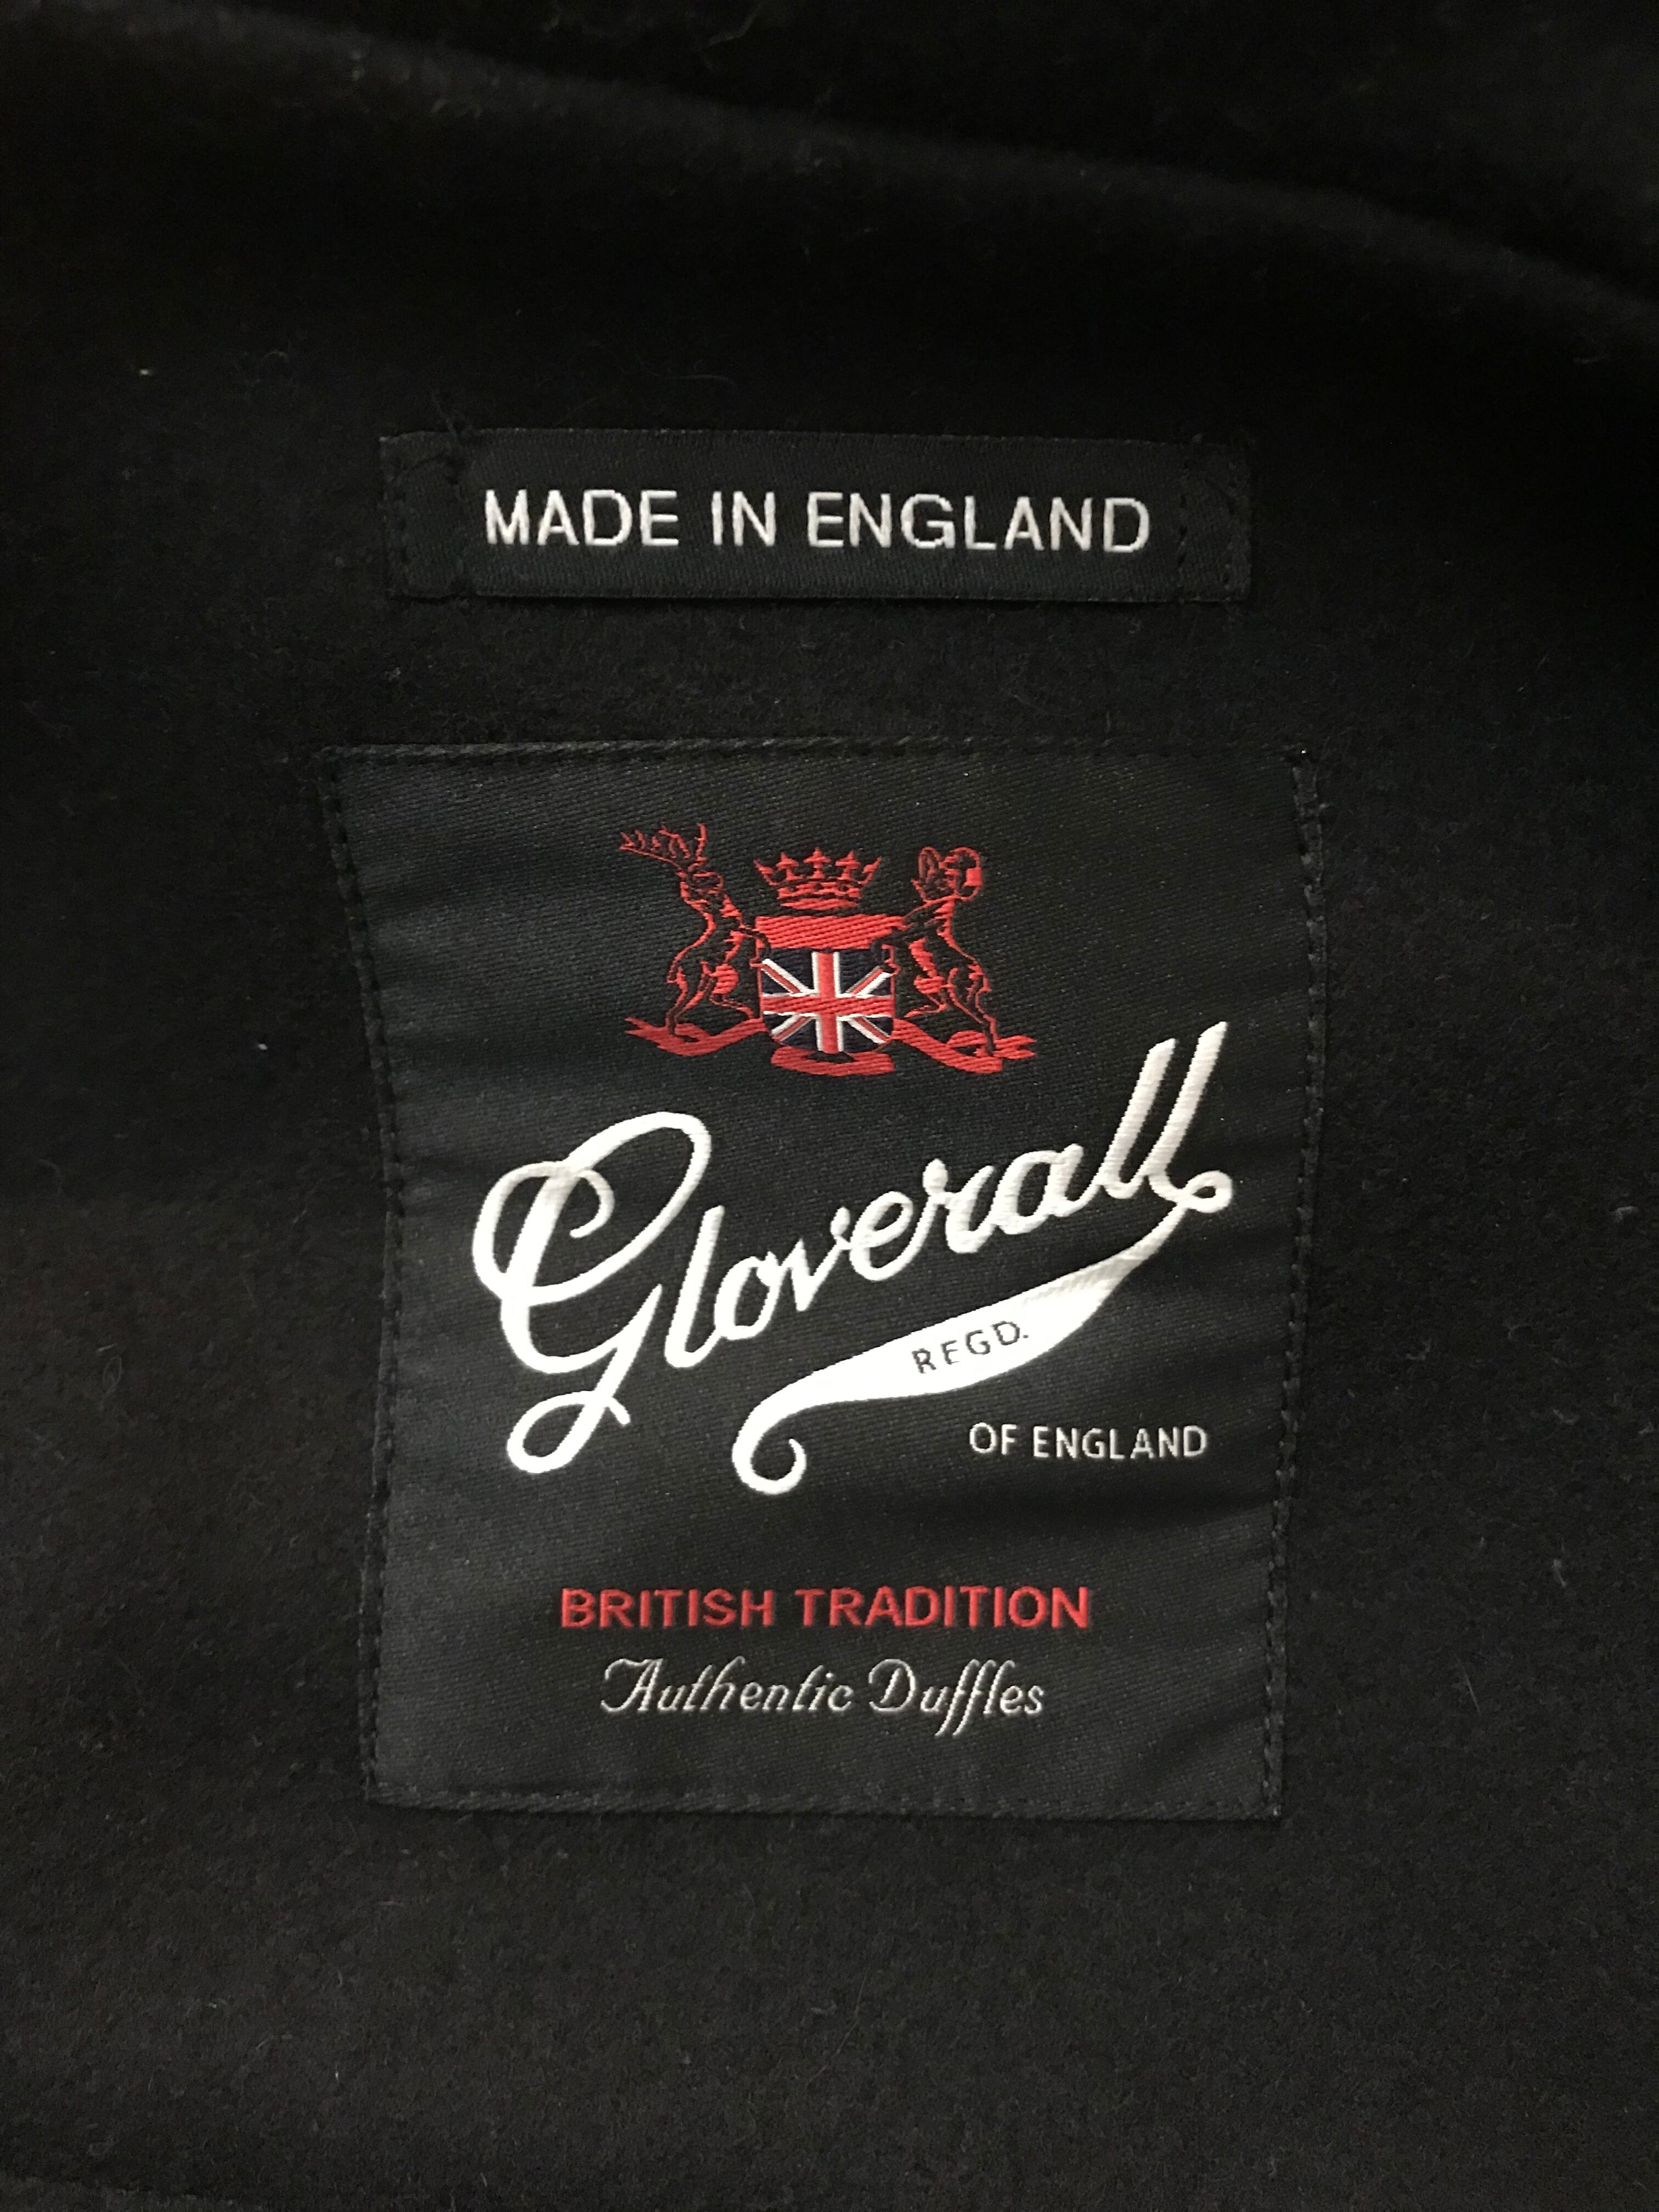 MADE IN ENGLAND
Gloverall
REGD.
OF ENGLAND
BRITISH TRADITION
Authentic Duffles